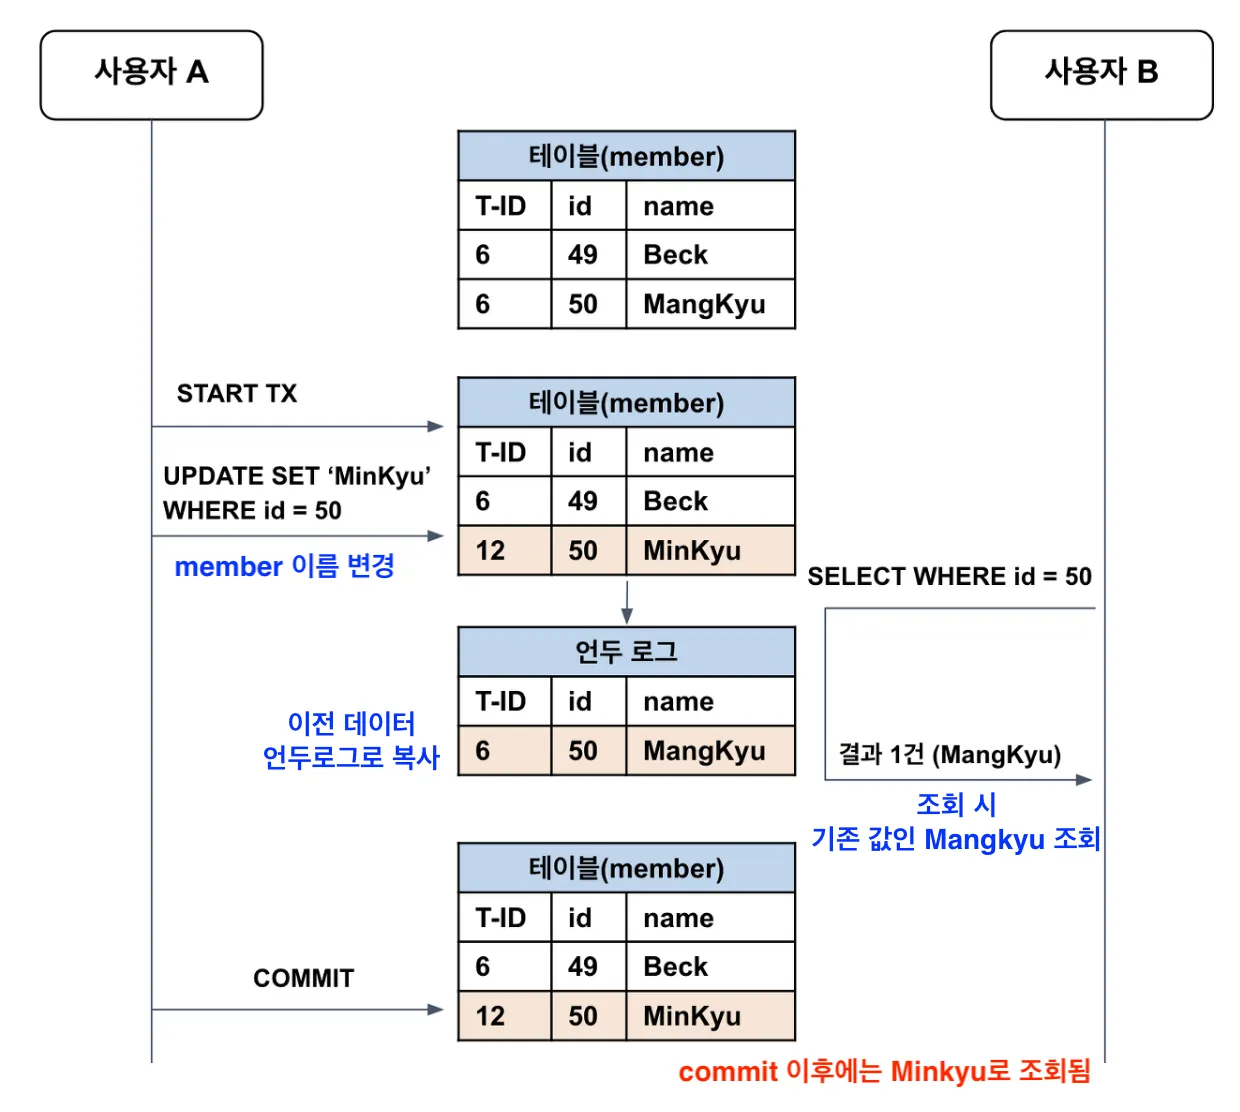 사용자 A
사용자 B
테이블(member)
T-ID id name
6 49 Beck
6 50 MangKyu
START TX
UPDATE SET ‘MinKyu’
WHERE id = 50
member 이름 변경
테이블(member)
T-ID id name
6 49 Beck
12 50 MinKyu
SELECT WHERE id = 50
언두 로그
T-ID id name
6 50 MangKyu
이전 데이터
언두로그로 복사
결과 1건 (MangKyu)
조회 시
기존 값인 Mangkyu 조회
테이블(member)
T-ID id name
6 49 Beck
12 50 MinKyu
COMMIT
commit 이후에는 Minkyu로 조회됨